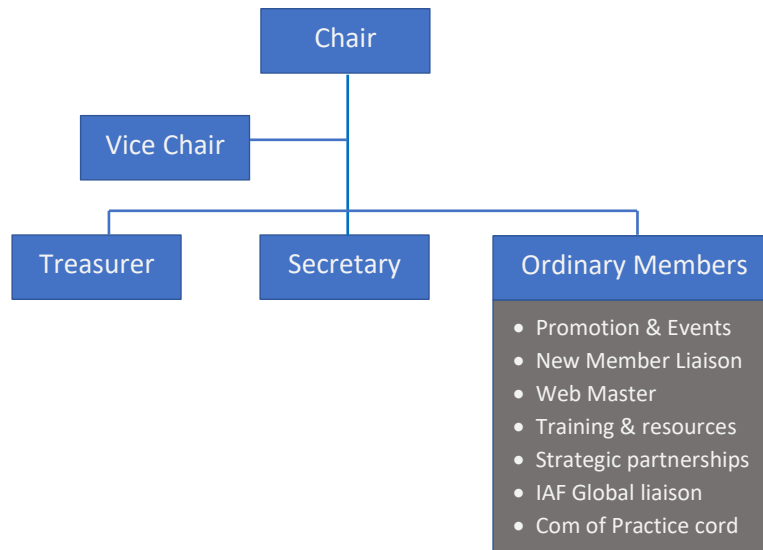 Chair
Vice Chair
Treasurer
Secretary
Ordinary Members
• Promotion & Events
• New Member Liaison
• Web Master
• Training & resources
• Strategic partnerships
• IAF Global liaison
• Com of Practice cord